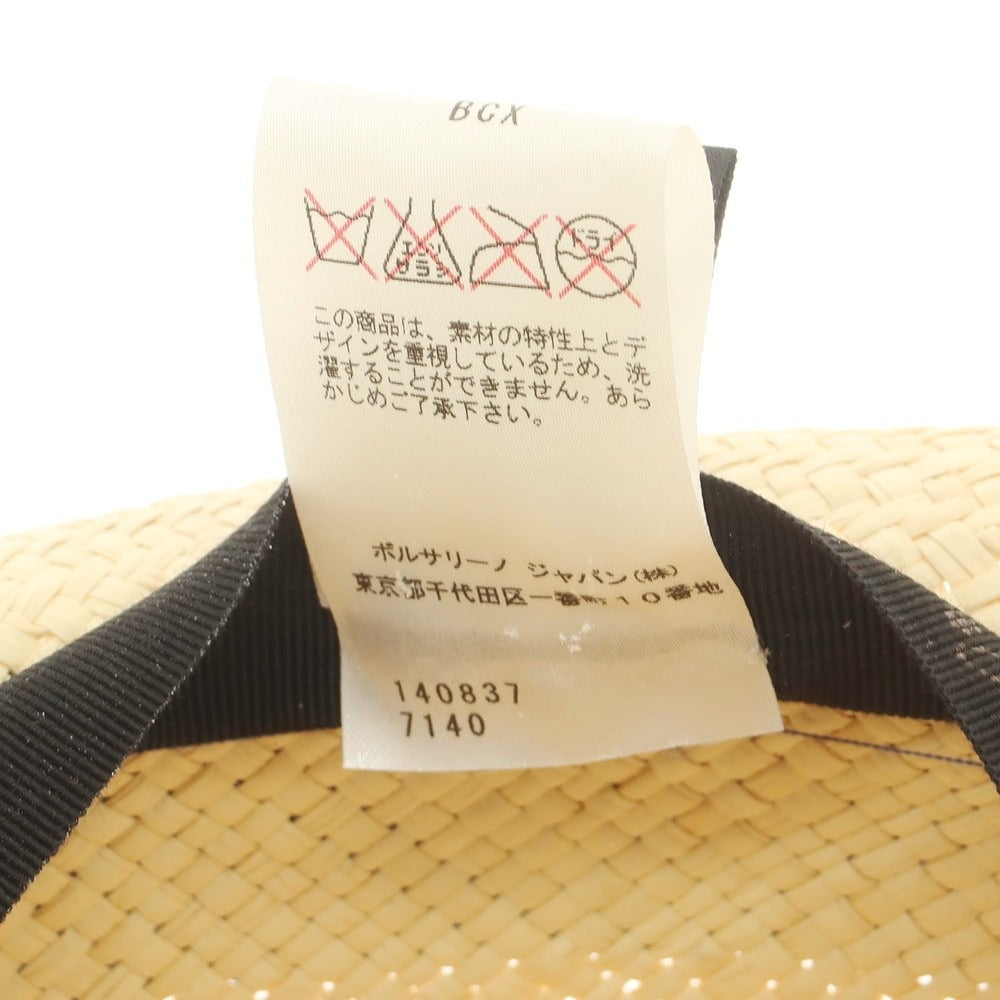 BCX
エンソ
サラシ
ドライ
この商品は、素材の特性上とデ
ザインを重視しているため、洗
濯することができません。あら
かじめご了承下さい。
ボルサリーノ ジャパン(株)
東京都千代田区一番町10番地
140837
7140